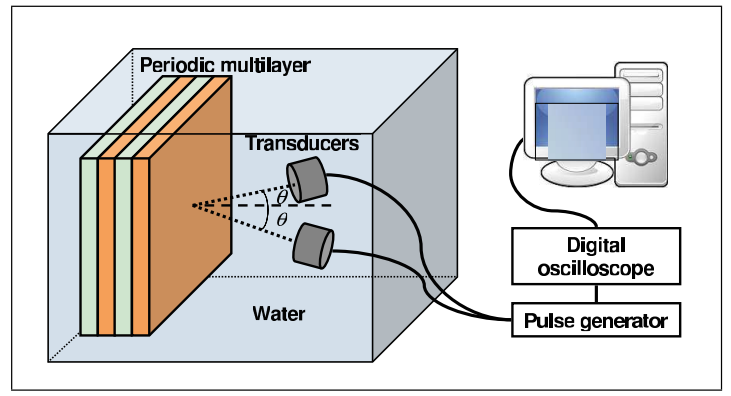 Periodic multilayer
Transducers
θ
θ
Water
Digital
oscilloscope
Pulse generator